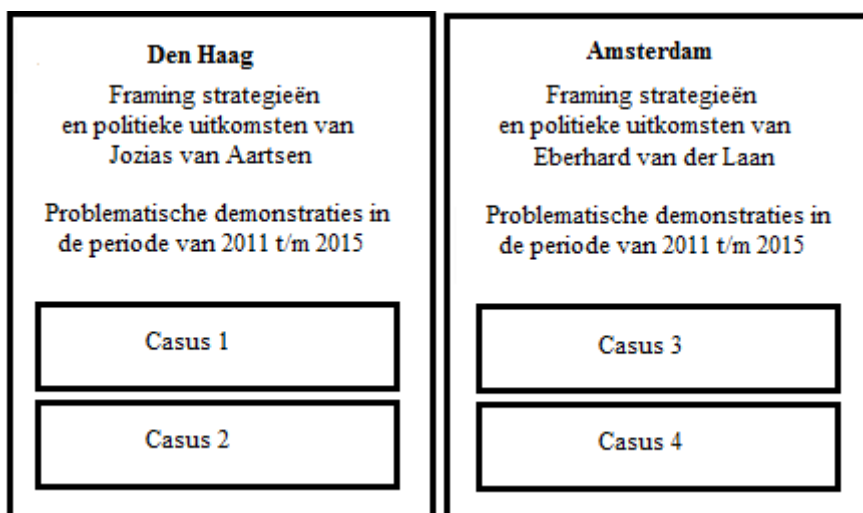 Den Haag
Framing strategieën
en politieke uitkomsten van
Jozias van Aartsen
Problematische demonstraties in
de periode van 2011 t/m 2015
Casus 1
Casus 2
Amsterdam
Framing strategieën
en politieke uitkomsten van
Eberhard van der Laan
Problematische demonstraties in
de periode van 2011 t/m 2015
Casus 3
Casus 4